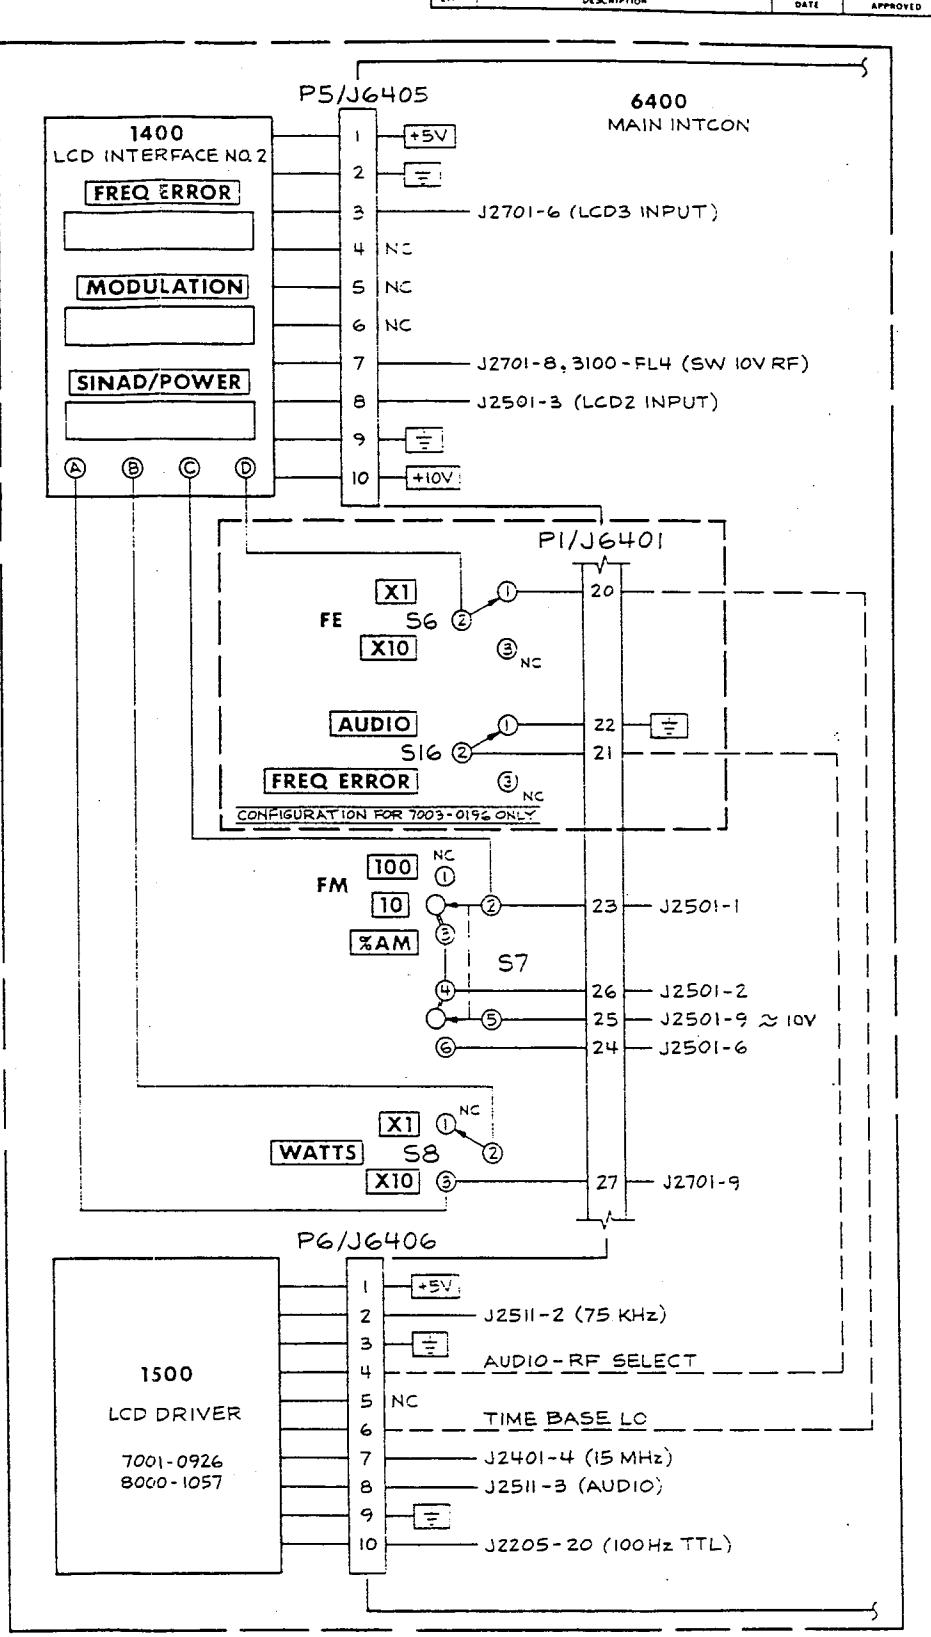 DESCRIPTION
DATE
APPROVED
P5/J6405
6400
MAIN INTCON
1400
LCD INTERFACE NO. 2
FREQ ERROR
MODULATION
SINAD/POWER
A B C D
1 +5V
2
3 J2701-6 (LCD3 INPUT)
4 NC
5 NC
6 NC
7 J2701-8, 3100-FL4 (SW 10V RF)
8 J2501-3 (LCD2 INPUT)
9
10 +10V
P1/J6401
X1 1 20
FE S6 2
X10 3 NC
AUDIO 1 22
S16 2 21
FREQ ERROR 3 NC
CONFIGURATION FOR 7003-0196 ONLY
NC
100 1
FM
10 2 23 J2501-1
%AM 3
S7
4 26 J2501-2
5 25 J2501-9 ≈ 10V
6 24 J2501-6
X1 1 NC
WATTS S8 2
X10 3 27 J2701-9
P6/J6406
1500
LCD DRIVER
7001-0926
8000-1057
1 +5V
2 J2511-2 (75 KHz)
3
4 AUDIO-RF SELECT
5 NC
6 TIME BASE LO
7 J2401-4 (15 MHz)
8 J2511-3 (AUDIO)
9
10 J2205-20 (100Hz TTL)